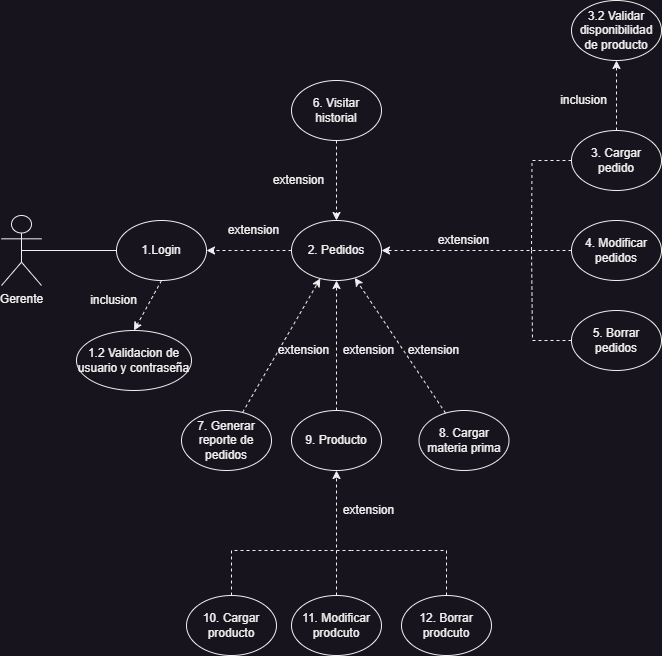 3.2 Validar
disponibilidad
de producto
inclusion
6. Visitar
historial
3. Cargar
pedido
extension
extension
extension
1.Login
2. Pedidos
4. Modificar
pedidos
Gerente
inclusion
1.2 Validacion de
usuario y contraseña
5. Borrar
pedidos
extension
extension
extension
7. Generar
reporte de
pedidos
9. Producto
8. Cargar
materia prima
extension
10. Cargar
producto
11. Modificar
prodcuto
12. Borrar
prodcuto